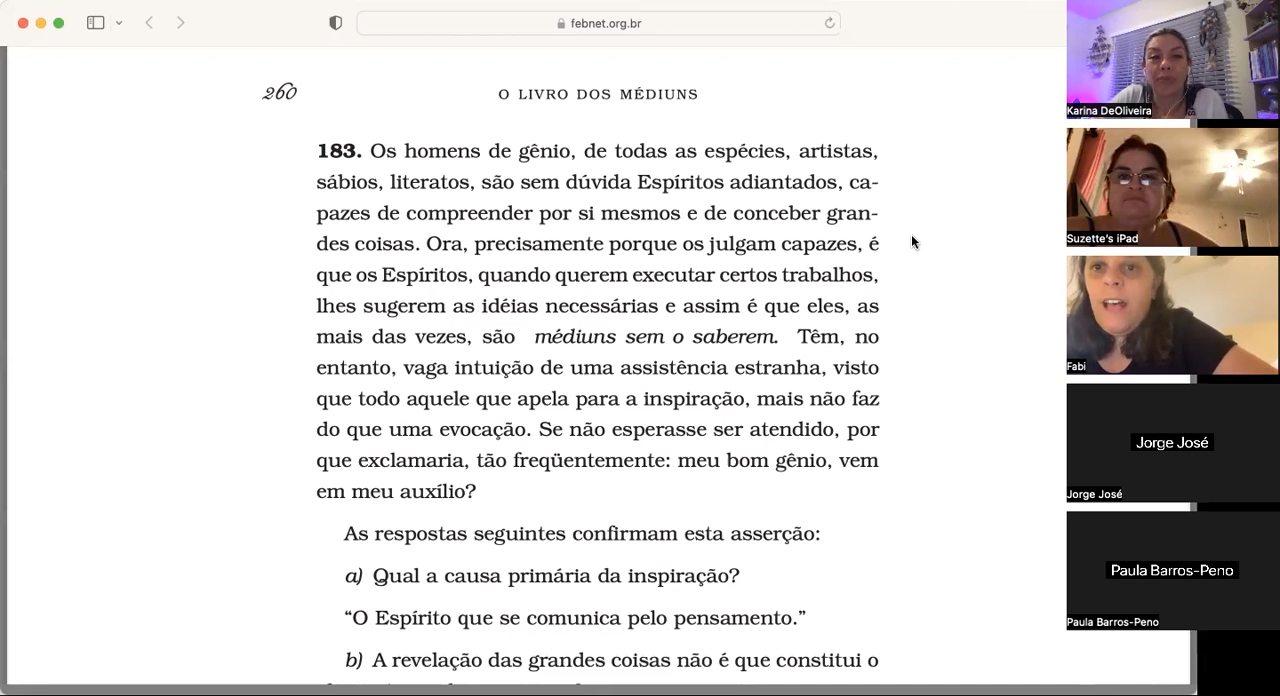 febnet.org.br
260
O LIVRO DOS MÉDIUNS
183. Os homens de gênio, de todas as espécies, artistas,
sábios, literatos, são sem dúvida Espíritos adiantados, ca-
pazes de compreender por si mesmos e de conceber gran-
des coisas. Ora, precisamente porque os julgam capazes, é
que os Espíritos, quando querem executar certos trabalhos,
lhes sugerem as idéias necessárias e assim é que eles, as
mais das vezes, são médiuns sem o saberem. Têm, no
entanto, vaga intuição de uma assistência estranha, visto
que todo aquele que apela para a inspiração, mais não faz
do que uma evocação. Se não esperasse ser atendido, por
que exclamaria, tão freqüentemente: meu bom gênio, vem
em meu auxílio?
As respostas seguintes confirmam esta asserção:
a) Qual a causa primária da inspiração?
“O Espírito que se comunica pelo pensamento.”
b) A revelação das grandes coisas não é que constitui o
Karina DeOliveira
Suzette’s iPad
Fabi
Jorge José
Jorge José
Paula Barros-Peno
Paula Barros-Peno